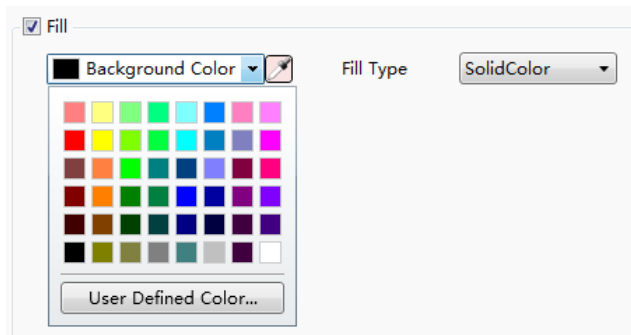 Fill
Background Color
Fill Type
SolidColor
User Defined Color...